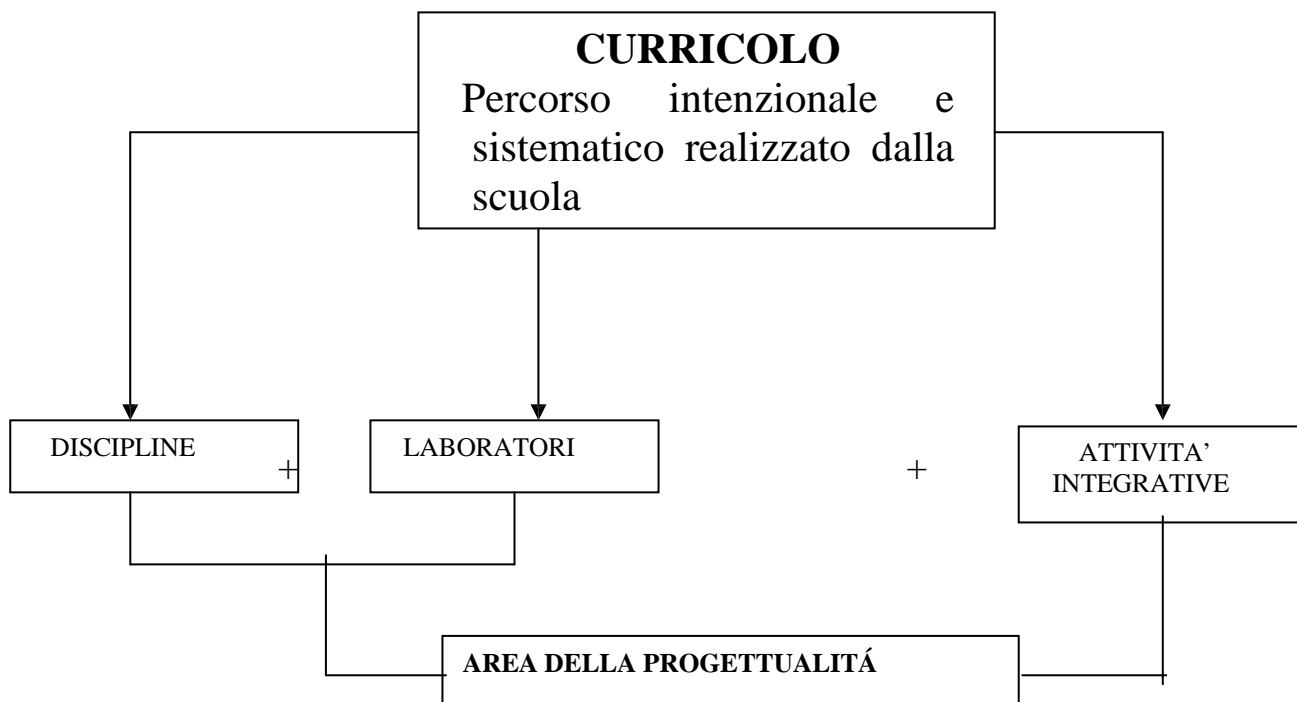 CURRICOLO
Percorso intenzionale e
sistematico realizzato dalla
scuola
DISCIPLINE
+
LABORATORI
+
ATTIVITA’
INTEGRATIVE
AREA DELLA PROGETTUALITÁ